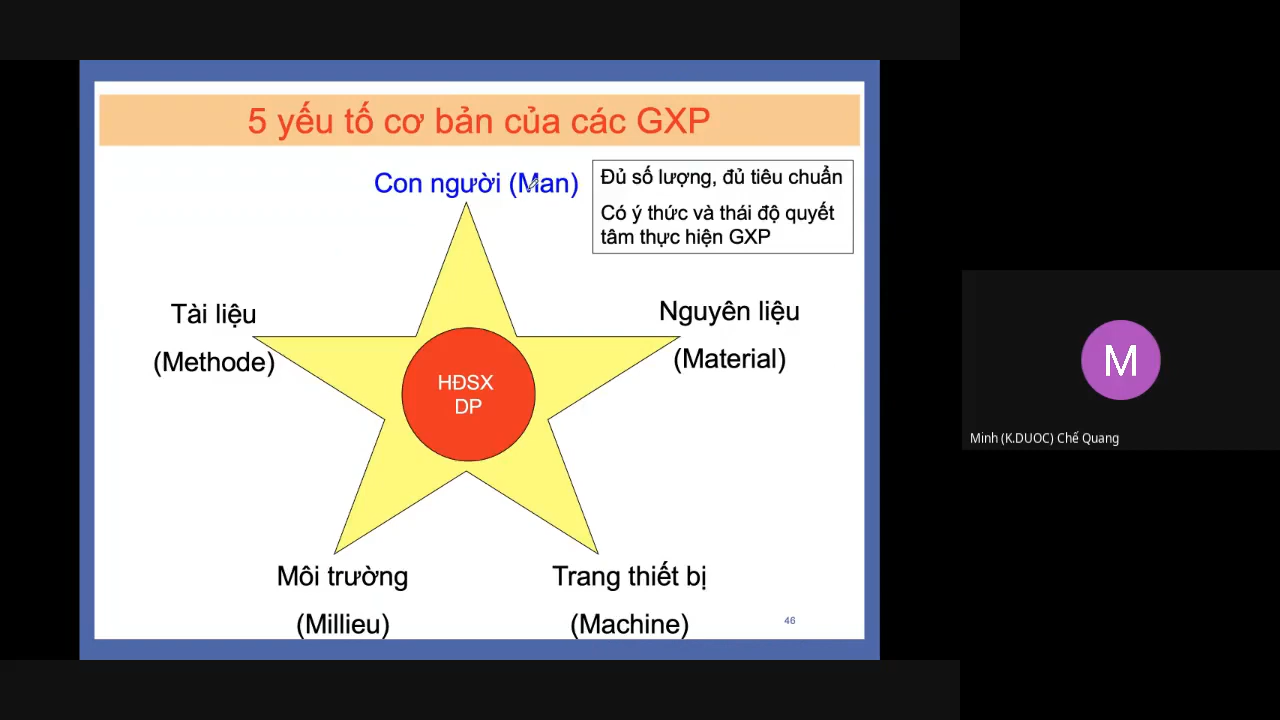 5 yếu tố cơ bản của các GXP
Con người (Man)
Đủ số lượng, đủ tiêu chuẩn
Có ý thức và thái độ quyết
tâm thực hiện GXP
Tài liệu
(Methode)
Nguyên liệu
(Material)
HĐSX
DP
Môi trường
(Millieu)
Trang thiết bị
(Machine)
46
M
Minh (K.DUOC) Chế Quang